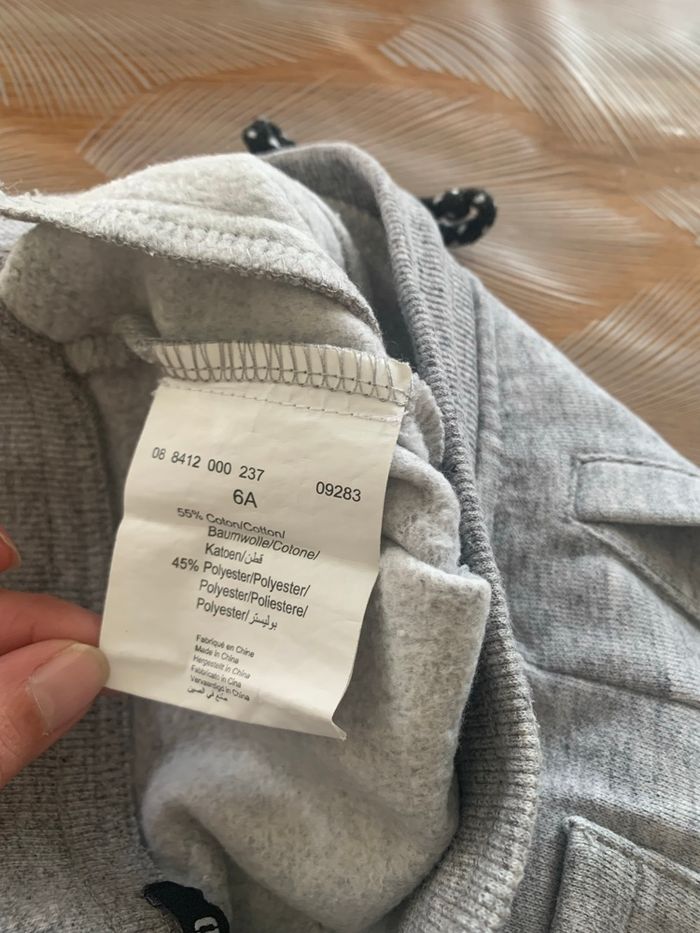 08 8412 000 237 09283
6A
55% Coton/Cotton/
Baumwolle/Cotone/
Katoen/قطن
45% Polyester/Polyester/
Polyester/Poliestere/
Polyester/بوليستر
Fabriqué en Chine
Made in China
Hergestellt in China
Fabbricato in Cina
Vervaardigd in China
صنع في الصين